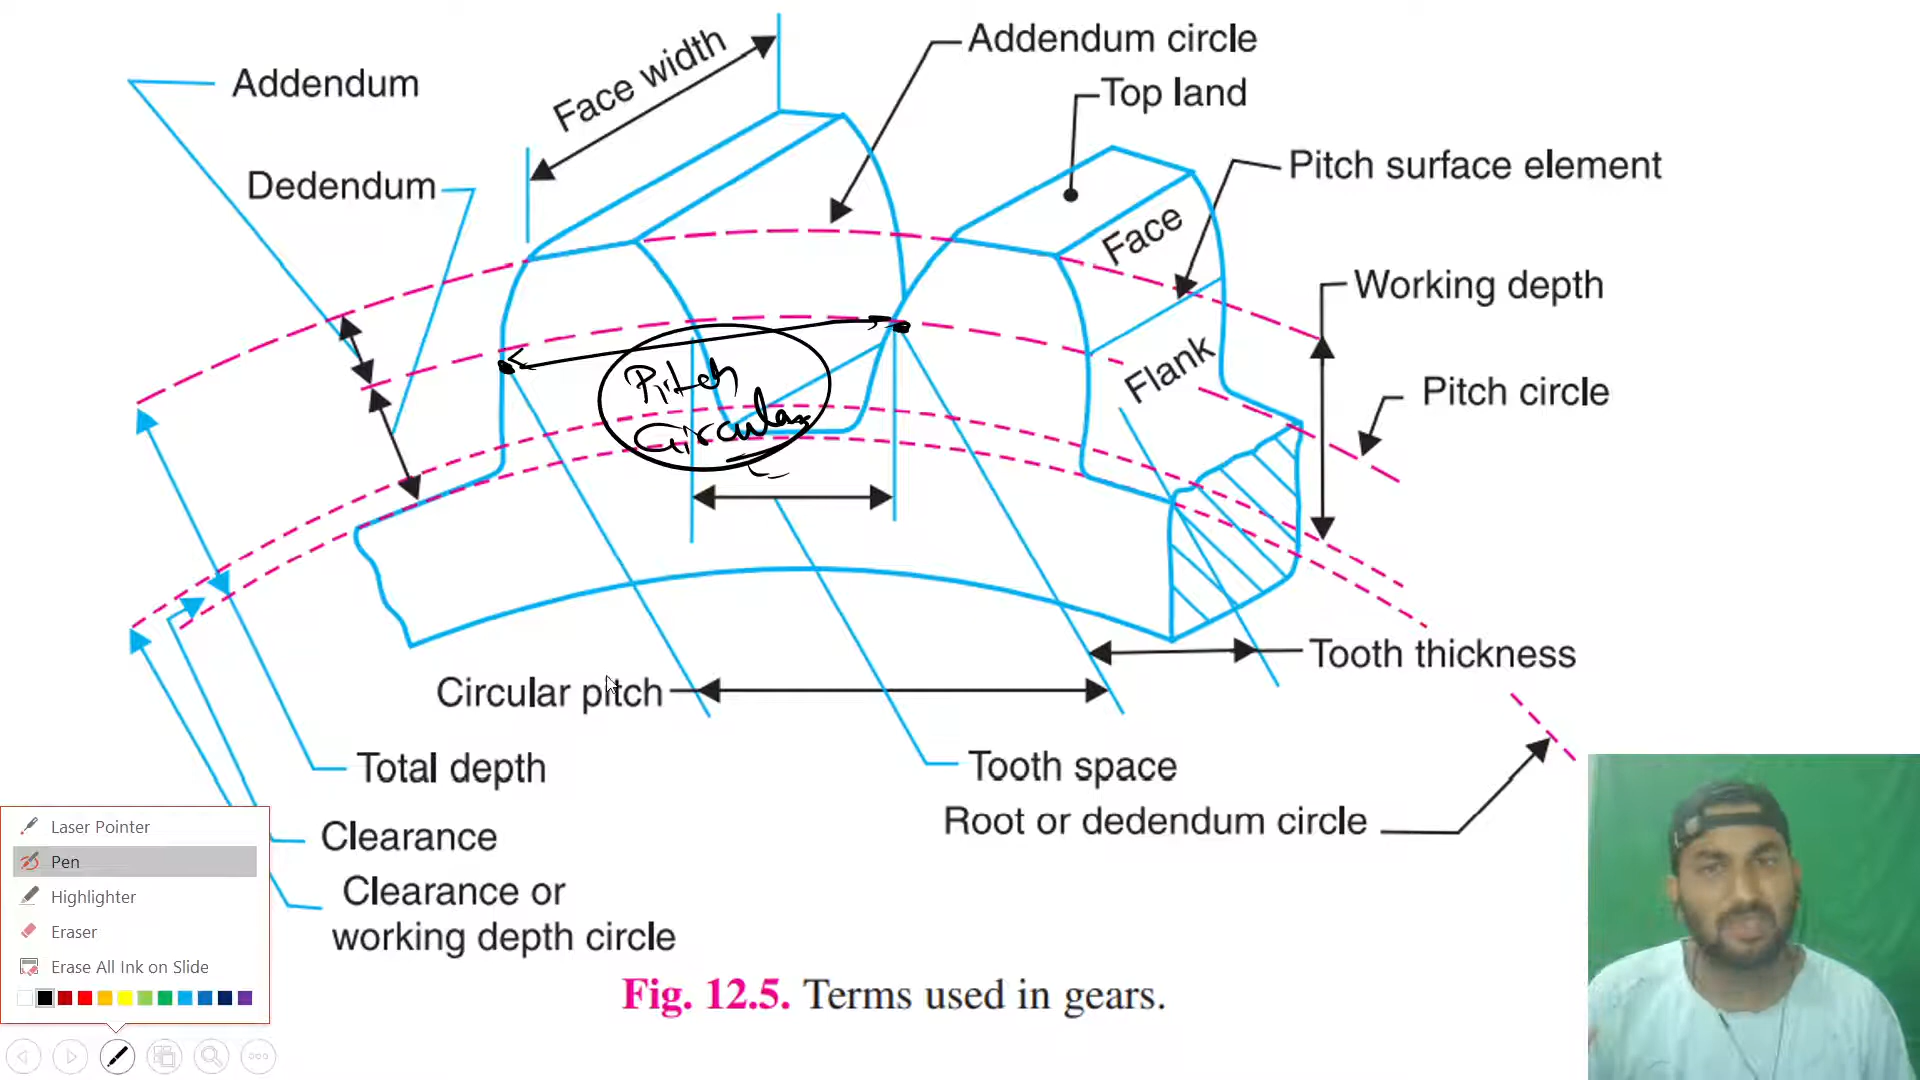 Addendum circle
Face width
Addendum
Top land
Pitch surface element
Dedendum
Face
Working depth
Flank
Pitch
Circular
Pitch circle
Tooth thickness
Circular pitch
Total depth
Tooth space
Root or dedendum circle
Clearance
Clearance or
working depth circle
Fig. 12.5. Terms used in gears.
Laser Pointer
Pen
Highlighter
Eraser
Erase All Ink on Slide